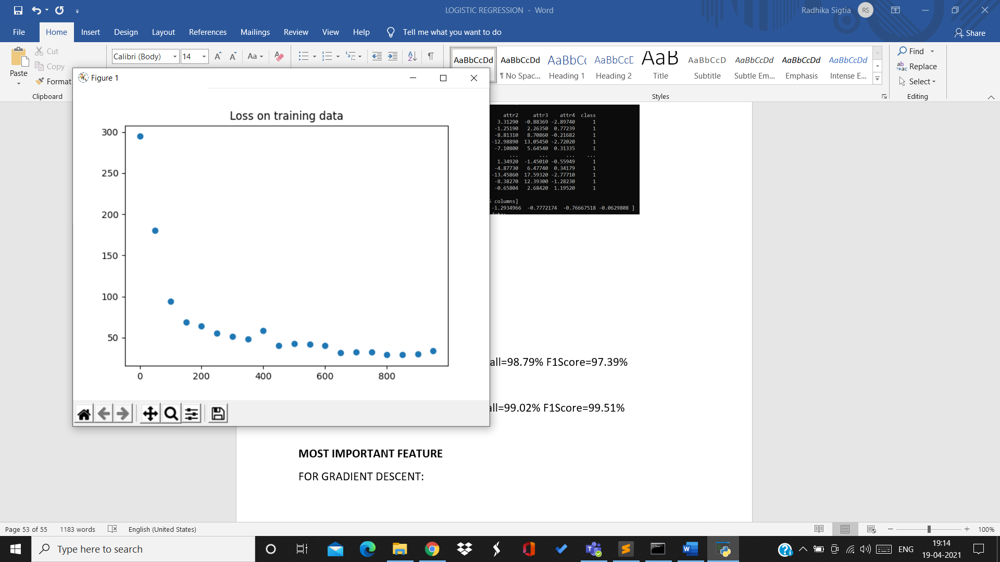 LOGISTIC REGRESSION - Word
Radhika Sigtia RS
File Home Insert Design Layout References Mailings Review View Help Tell me what you want to do Share
Cut
Copy
Paste
Format
Clipboard
Calibri (Body) 14
Aa
AaBbCcDd AaBbCcDd AaBbCc AaBbCcD AaB AaBbCcD AaBbCcDd AaBbCcDd AaBbCcDd
¶ No Spac... Heading 1 Heading 2 Title Subtitle Subtle Em... Emphasis Intense E...
Styles
Find
Replace
Select
Editing
Figure 1
Loss on training data
300
250
200
150
100
50
0 200 400 600 800
attr2 attr3 attr4 class
3.31290 -0.88369 -2.89740 1
-1.25190 2.26350 0.77239 1
-8.81310 8.70860 -0.21682 1
-12.98890 13.05450 -2.72020 1
-7.10800 5.64540 0.31335 1
... ... ... ...
1.34920 -1.45010 -0.55949 1
-4.87730 6.47740 0.34179 1
-13.45860 17.59320 -2.77710 1
-8.38270 12.39300 -1.28230 1
-0.65804 2.68420 1.19520 1
columns]
-1.2934966 -0.7772174 -0.76667518 -0.0629808 ]
all=98.79% F1Score=97.39%
all=99.02% F1Score=99.51%
MOST IMPORTANT FEATURE
FOR GRADIENT DESCENT:
Page 53 of 55 1183 words English (United States) 100%
Type here to search
ENG
19:14
19-04-2021